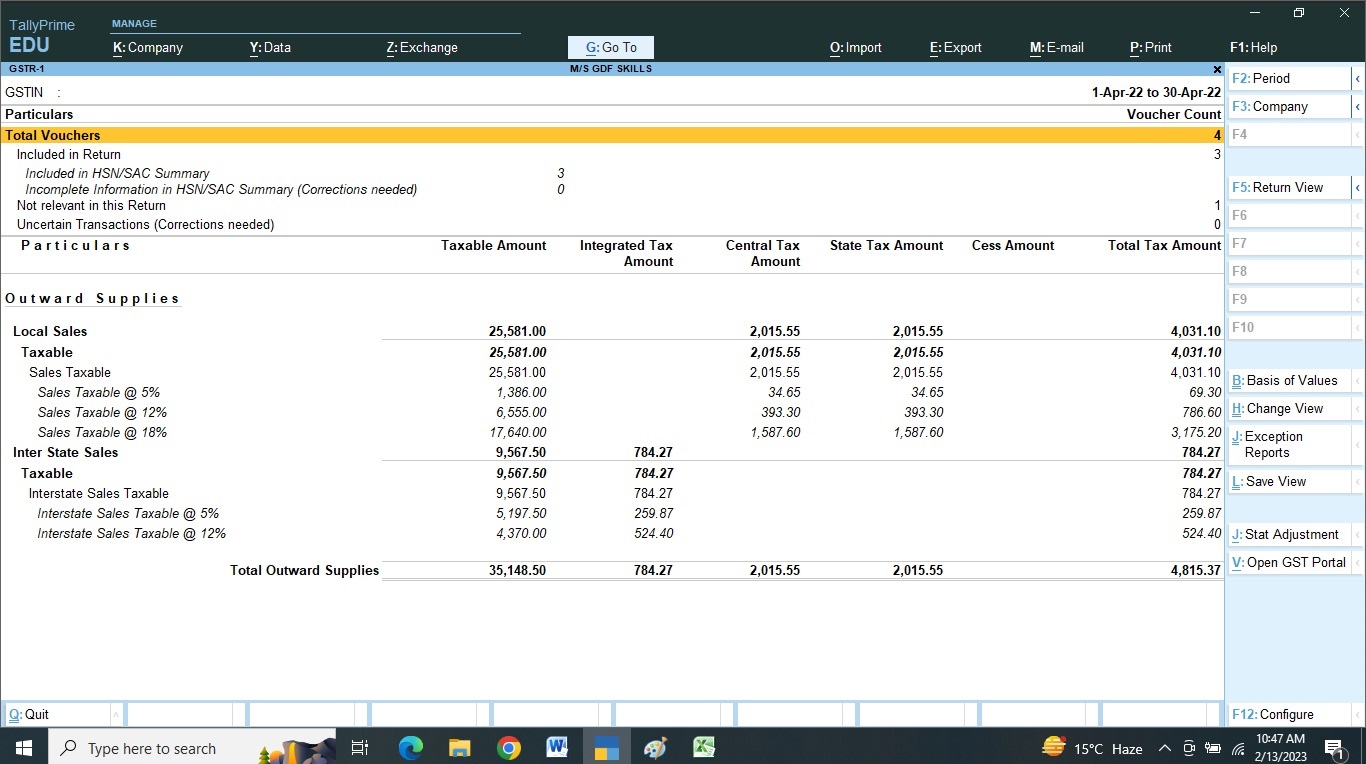 TallyPrime
EDU
MANAGE
K: Company Y: Data Z: Exchange G: Go To O: Import E: Export M: E-mail P: Print F1: Help
GSTR-1 M/S GDF SKILLS x
GSTIN :
1-Apr-22 to 30-Apr-22
Particulars Voucher Count
Total Vouchers 4
Included in Return 3
Included in HSN/SAC Summary 3
Incomplete Information in HSN/SAC Summary (Corrections needed) 0
Not relevant in this Return 1
Uncertain Transactions (Corrections needed) 0
Particulars Taxable Amount Integrated Tax Amount Central Tax Amount State Tax Amount Cess Amount Total Tax Amount
Outward Supplies
Local Sales 25,581.00 2,015.55 2,015.55 4,031.10
Taxable 25,581.00 2,015.55 2,015.55 4,031.10
Sales Taxable 25,581.00 2,015.55 2,015.55 4,031.10
Sales Taxable @ 5% 1,386.00 34.65 34.65 69.30
Sales Taxable @ 12% 6,555.00 393.30 393.30 786.60
Sales Taxable @ 18% 17,640.00 1,587.60 1,587.60 3,175.20
Inter State Sales 9,567.50 784.27 784.27
Taxable 9,567.50 784.27 784.27
Interstate Sales Taxable 9,567.50 784.27 784.27
Interstate Sales Taxable @ 5% 5,197.50 259.87 259.87
Interstate Sales Taxable @ 12% 4,370.00 524.40 524.40
Total Outward Supplies 35,148.50 784.27 2,015.55 2,015.55 4,815.37
F2: Period
F3: Company
F4
F5: Return View
F6
F7
F8
F9
F10
B: Basis of Values
H: Change View
J: Exception
Reports
L: Save View
J: Stat Adjustment
V: Open GST Portal
F12: Configure
Q: Quit
Type here to search
15°C Haze
10:47 AM
2/13/2023
1